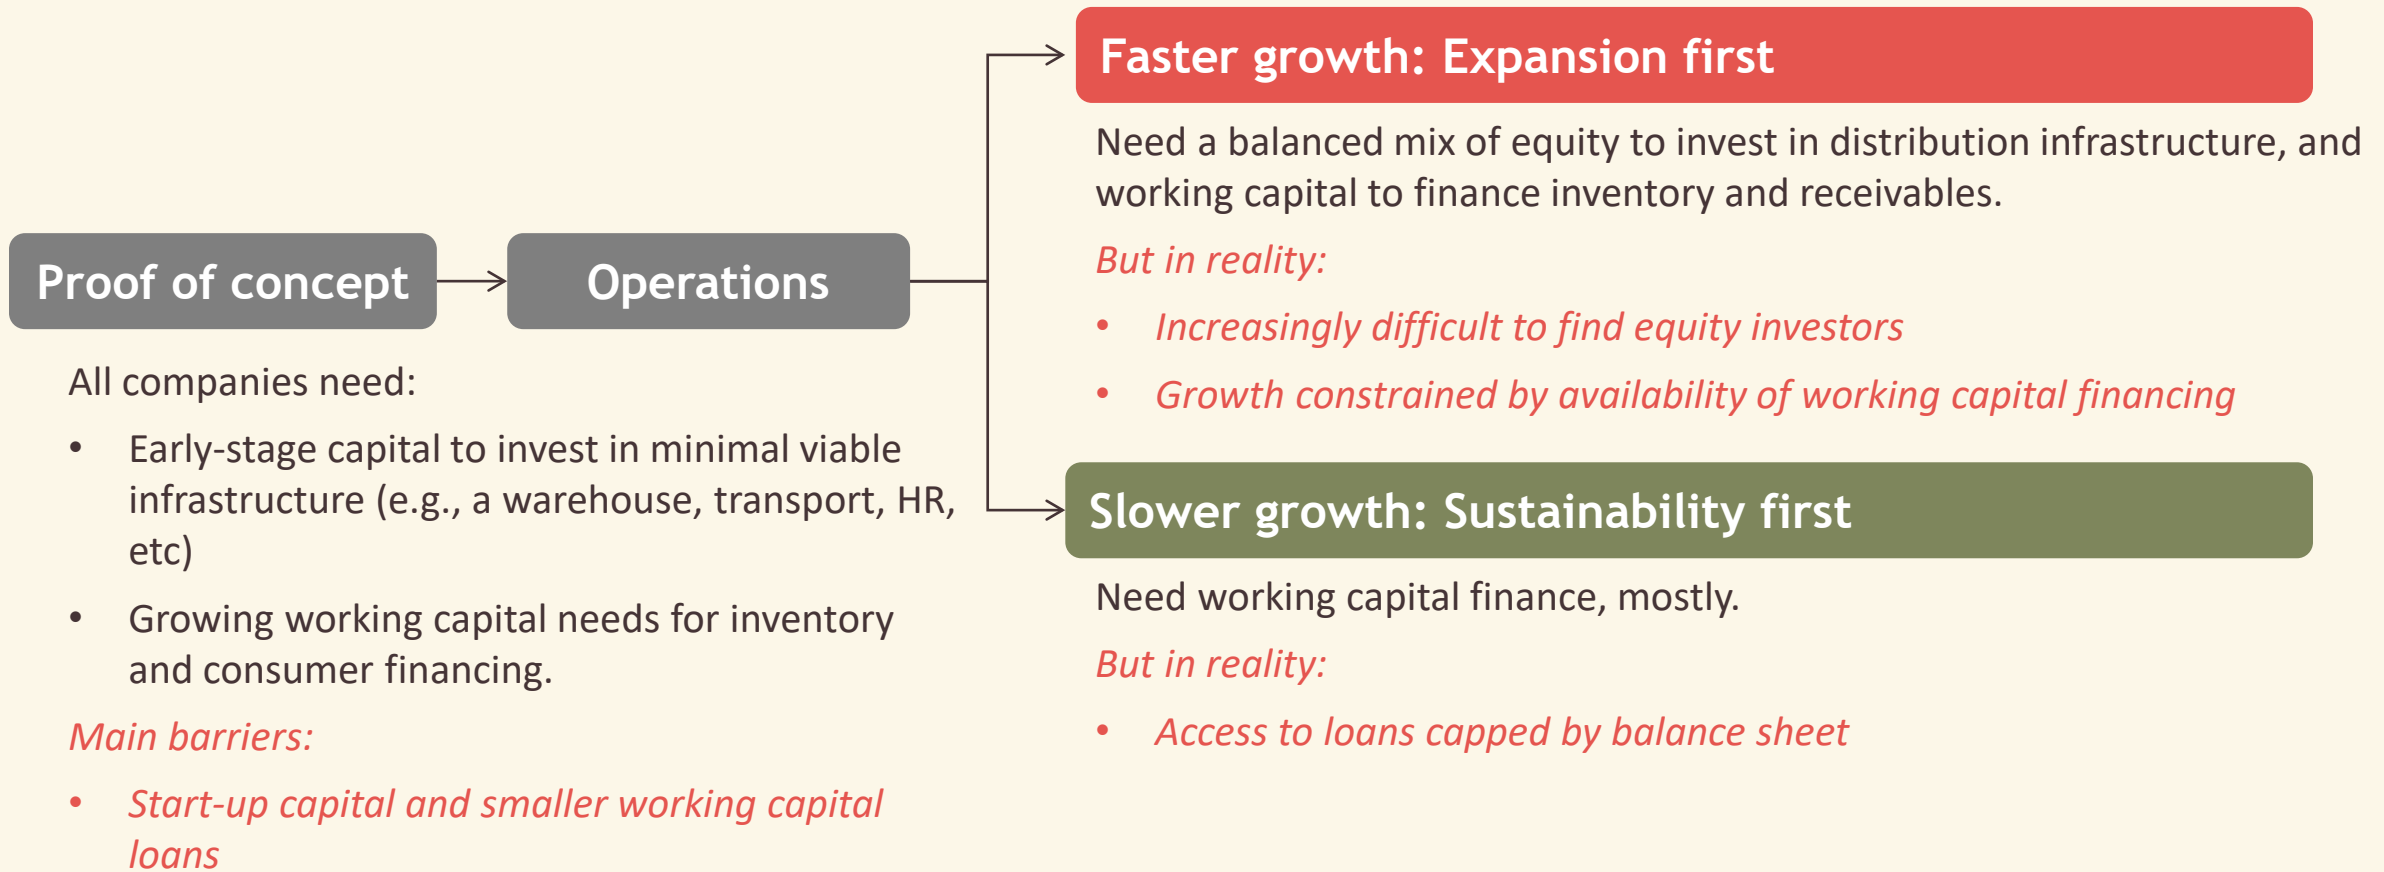 Proof of concept
Operations
All companies need:
• Early-stage capital to invest in minimal viable
infrastructure (e.g., a warehouse, transport, HR,
etc)
• Growing working capital needs for inventory
and consumer financing.
Main barriers:
• Start-up capital and smaller working capital
loans
Faster growth: Expansion first
Need a balanced mix of equity to invest in distribution infrastructure, and
working capital to finance inventory and receivables.
But in reality:
• Increasingly difficult to find equity investors
• Growth constrained by availability of working capital financing
Slower growth: Sustainability first
Need working capital finance, mostly.
But in reality:
• Access to loans capped by balance sheet